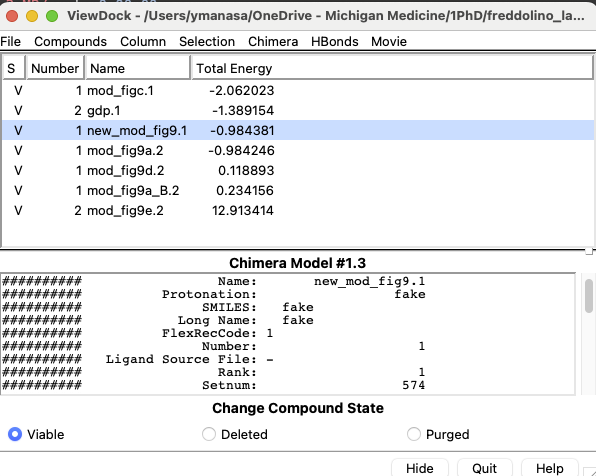 ViewDock - /Users/ymanasa/OneDrive - Michigan Medicine/1PhD/freddolino_la...
File Compounds Column Selection Chimera HBonds Movie
S Number Name Total Energy
V 1 mod_figc.1 -2.062023
V 2 gdp.1 -1.389154
V 1 new_mod_fig9.1 -0.984381
V 1 mod_fig9a.2 -0.984246
V 1 mod_fig9d.2 0.118893
V 1 mod_fig9a_B.2 0.234156
V 2 mod_fig9e.2 12.913414
Chimera Model #1.3
########## Name: new_mod_fig9.1
########## Protonation: fake
########## SMILES: fake
########## Long Name: fake
########## FlexRecCode: 1
########## Number: 1
########## Ligand Source File: -
########## Rank: 1
########## Setnum: 574
Change Compound State
Viable Deleted Purged
Hide Quit Help